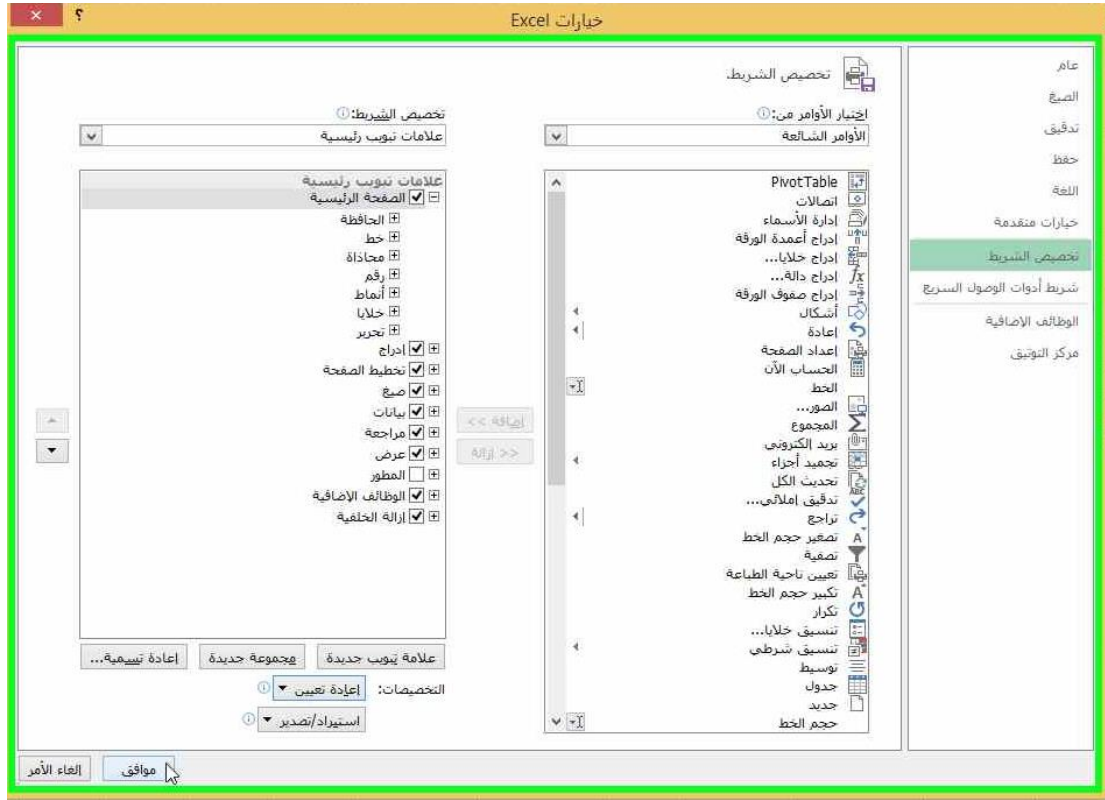 خيارات Excel
؟
عام
الصيغ
تدقيق
حفظ
اللغة
خيارات متقدمة
تخصيص الشريط
شريط أدوات الوصول السريع
الوظائف الإضافية
مركز التوثيق
تخصيص الشريط.
اختيار الأوامر من:
الأوامر الشائعة
PivotTable
اتصالات
إدارة الأسماء
إدراج أعمدة الورقة
إدراج خلايا...
إدراج دالة...
إدراج صفوف الورقة
أشكال
إعادة
إعداد الصفحة
الحساب الآن
الخط
الصور...
المجموع
بريد إلكتروني
تجميد أجزاء
تحديث الكل
تدقيق إملائي...
تراجع
تصغير حجم الخط
تصفية
تعيين ناحية الطباعة
تكبير حجم الخط
تكرار
تنسيق خلايا...
تنسيق شرطي
توسيط
جدول
جديد
حجم الخط
إضافة >>
<< إزالة
تخصيص الشريط:
علامات تبويب رئيسية
علامات تبويب رئيسية
الصفحة الرئيسية
الحافظة
خط
محاذاة
رقم
أنماط
خلايا
تحرير
إدراج
تخطيط الصفحة
صيغ
بيانات
مراجعة
عرض
المطور
الوظائف الإضافية
إزالة الخلفية
علامة تبويب جديدة
مجموعة جديدة
إعادة تسمية...
التخصيصات:
إعادة تعيين
استيراد/تصدير
موافق
إلغاء الأمر